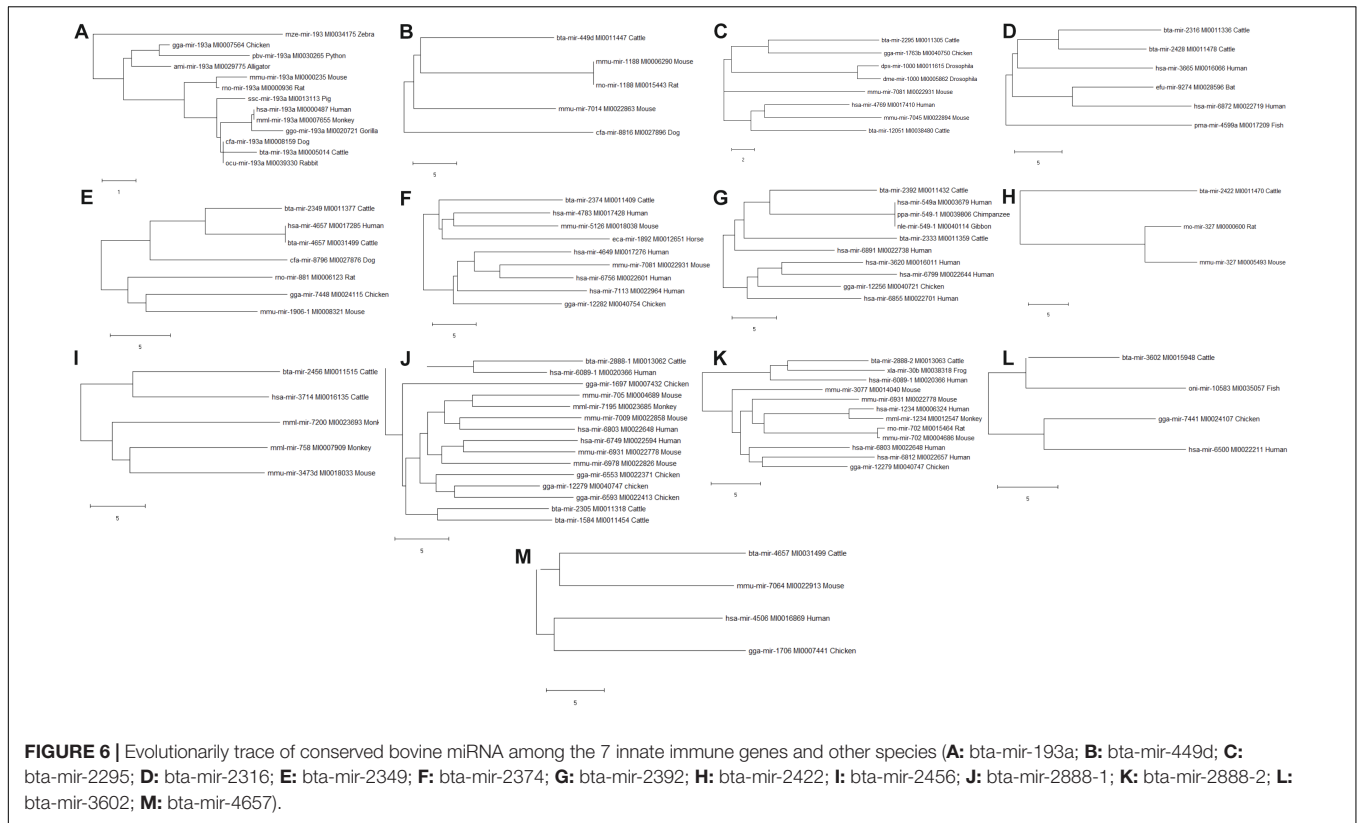 A
mze-mir-193 MI0034175 Zebra
gga-mir-193a MI0007564 Chicken
pbv-mir-193a MI0030265 Python
ami-mir-193a MI0029775 Alligator
mmu-mir-193a MI0000235 Mouse
rno-mir-193a MI0000936 Rat
ssc-mir-193a MI0013113 Pig
hsa-mir-193a MI0000487 Human
mml-mir-193a MI0007655 Monkey
ggo-mir-193a MI0020721 Gorilla
cfa-mir-193a MI0008159 Dog
bta-mir-193a MI0005014 Cattle
ocu-mir-193a MI0039330 Rabbit
1
B
bta-mir-449d MI0011447 Cattle
mmu-mir-1188 MI0006290 Mouse
rno-mir-1188 MI0015443 Rat
mmu-mir-7014 MI0022863 Mouse
cfa-mir-8816 MI0027896 Dog
5
C
bta-mir-2295 MI0011305 Cattle
gga-mir-1763b MI0040750 Chicken
dps-mir-1000 MI0011615 Drosophila
dme-mir-1000 MI0005862 Drosophila
mmu-mir-7081 MI0022931 Mouse
hsa-mir-4769 MI0017410 Human
mmu-mir-7045 MI0022894 Mouse
bta-mir-12051 MI0038480 Cattle
2
D
bta-mir-2316 MI0011336 Cattle
bta-mir-2428 MI0011478 Cattle
hsa-mir-3665 MI0016066 Human
efu-mir-9274 MI0028596 Bat
hsa-mir-6872 MI0022719 Human
pma-mir-4599a MI0017209 Fish
5
E
bta-mir-2349 MI0011377 Cattle
hsa-mir-4657 MI0017285 Human
bta-mir-4657 MI0031499 Cattle
cfa-mir-8796 MI0027876 Dog
rno-mir-881 MI0006123 Rat
gga-mir-7448 MI0024115 Chicken
mmu-mir-1906-1 MI0008321 Mouse
5
F
bta-mir-2374 MI0011409 Cattle
hsa-mir-4783 MI0017428 Human
mmu-mir-5126 MI0018038 Mouse
eca-mir-1892 MI0012651 Horse
hsa-mir-4649 MI0017276 Human
mmu-mir-7081 MI0022931 Mouse
hsa-mir-6756 MI0022601 Human
hsa-mir-7113 MI0022964 Human
gga-mir-12282 MI0040754 Chicken
5
G
bta-mir-2392 MI0011432 Cattle
hsa-mir-549a MI0003679 Human
ppa-mir-549-1 MI0039806 Chimpanzee
nle-mir-549-1 MI0040114 Gibbon
bta-mir-2333 MI0011359 Cattle
hsa-mir-6891 MI0022738 Human
hsa-mir-3620 MI0016011 Human
hsa-mir-6799 MI0022644 Human
gga-mir-12256 MI0040721 Chicken
hsa-mir-6855 MI0022701 Human
5
H
bta-mir-2422 MI0011470 Cattle
rno-mir-327 MI0000600 Rat
mmu-mir-327 MI0005493 Mouse
5
I
bta-mir-2456 MI0011515 Cattle
hsa-mir-3714 MI0016135 Cattle
mml-mir-7200 MI0023693 Monk
mml-mir-758 MI0007909 Monkey
mmu-mir-3473d MI0018033 Mouse
5
J
bta-mir-2888-1 MI0013062 Cattle
hsa-mir-6089-1 MI0020366 Human
gga-mir-1697 MI0007432 Chicken
mmu-mir-705 MI0004689 Mouse
mml-mir-7195 MI0023685 Monkey
mmu-mir-7009 MI0022858 Mouse
hsa-mir-6803 MI0022648 Human
hsa-mir-6749 MI0022594 Human
mmu-mir-6931 MI0022778 Mouse
mmu-mir-6978 MI0022826 Mouse
gga-mir-6553 MI0022371 Chicken
gga-mir-12279 MI0040747 chicken
gga-mir-6593 MI0022413 Chicken
bta-mir-2305 MI0011318 Cattle
bta-mir-1584 MI0011454 Cattle
5
K
bta-mir-2888-2 MI0013063 Cattle
xla-mir-30b MI0038318 Frog
hsa-mir-6089-1 MI0020366 Human
mmu-mir-3077 MI0014040 Mouse
mmu-mir-6931 MI0022778 Mouse
hsa-mir-1234 MI0006324 Human
mml-mir-1234 MI0012547 Monkey
rno-mir-702 MI0015464 Rat
mmu-mir-702 MI0004686 Mouse
hsa-mir-6803 MI0022648 Human
hsa-mir-6812 MI0022657 Human
gga-mir-12279 MI0040747 Chicken
5
L
bta-mir-3602 MI0015948 Cattle
oni-mir-10583 MI0035057 Fish
gga-mir-7441 MI0024107 Chicken
hsa-mir-6500 MI0022211 Human
5
M
bta-mir-4657 MI0031499 Cattle
mmu-mir-7064 MI0022913 Mouse
hsa-mir-4506 MI0016869 Human
gga-mir-1706 MI0007441 Chicken
5
FIGURE 6 | Evolutionarily trace of conserved bovine miRNA among the 7 innate immune genes and other species (A: bta-mir-193a; B: bta-mir-449d; C:
bta-mir-2295; D: bta-mir-2316; E: bta-mir-2349; F: bta-mir-2374; G: bta-mir-2392; H: bta-mir-2422; I: bta-mir-2456; J: bta-mir-2888-1; K: bta-mir-2888-2; L:
bta-mir-3602; M: bta-mir-4657).